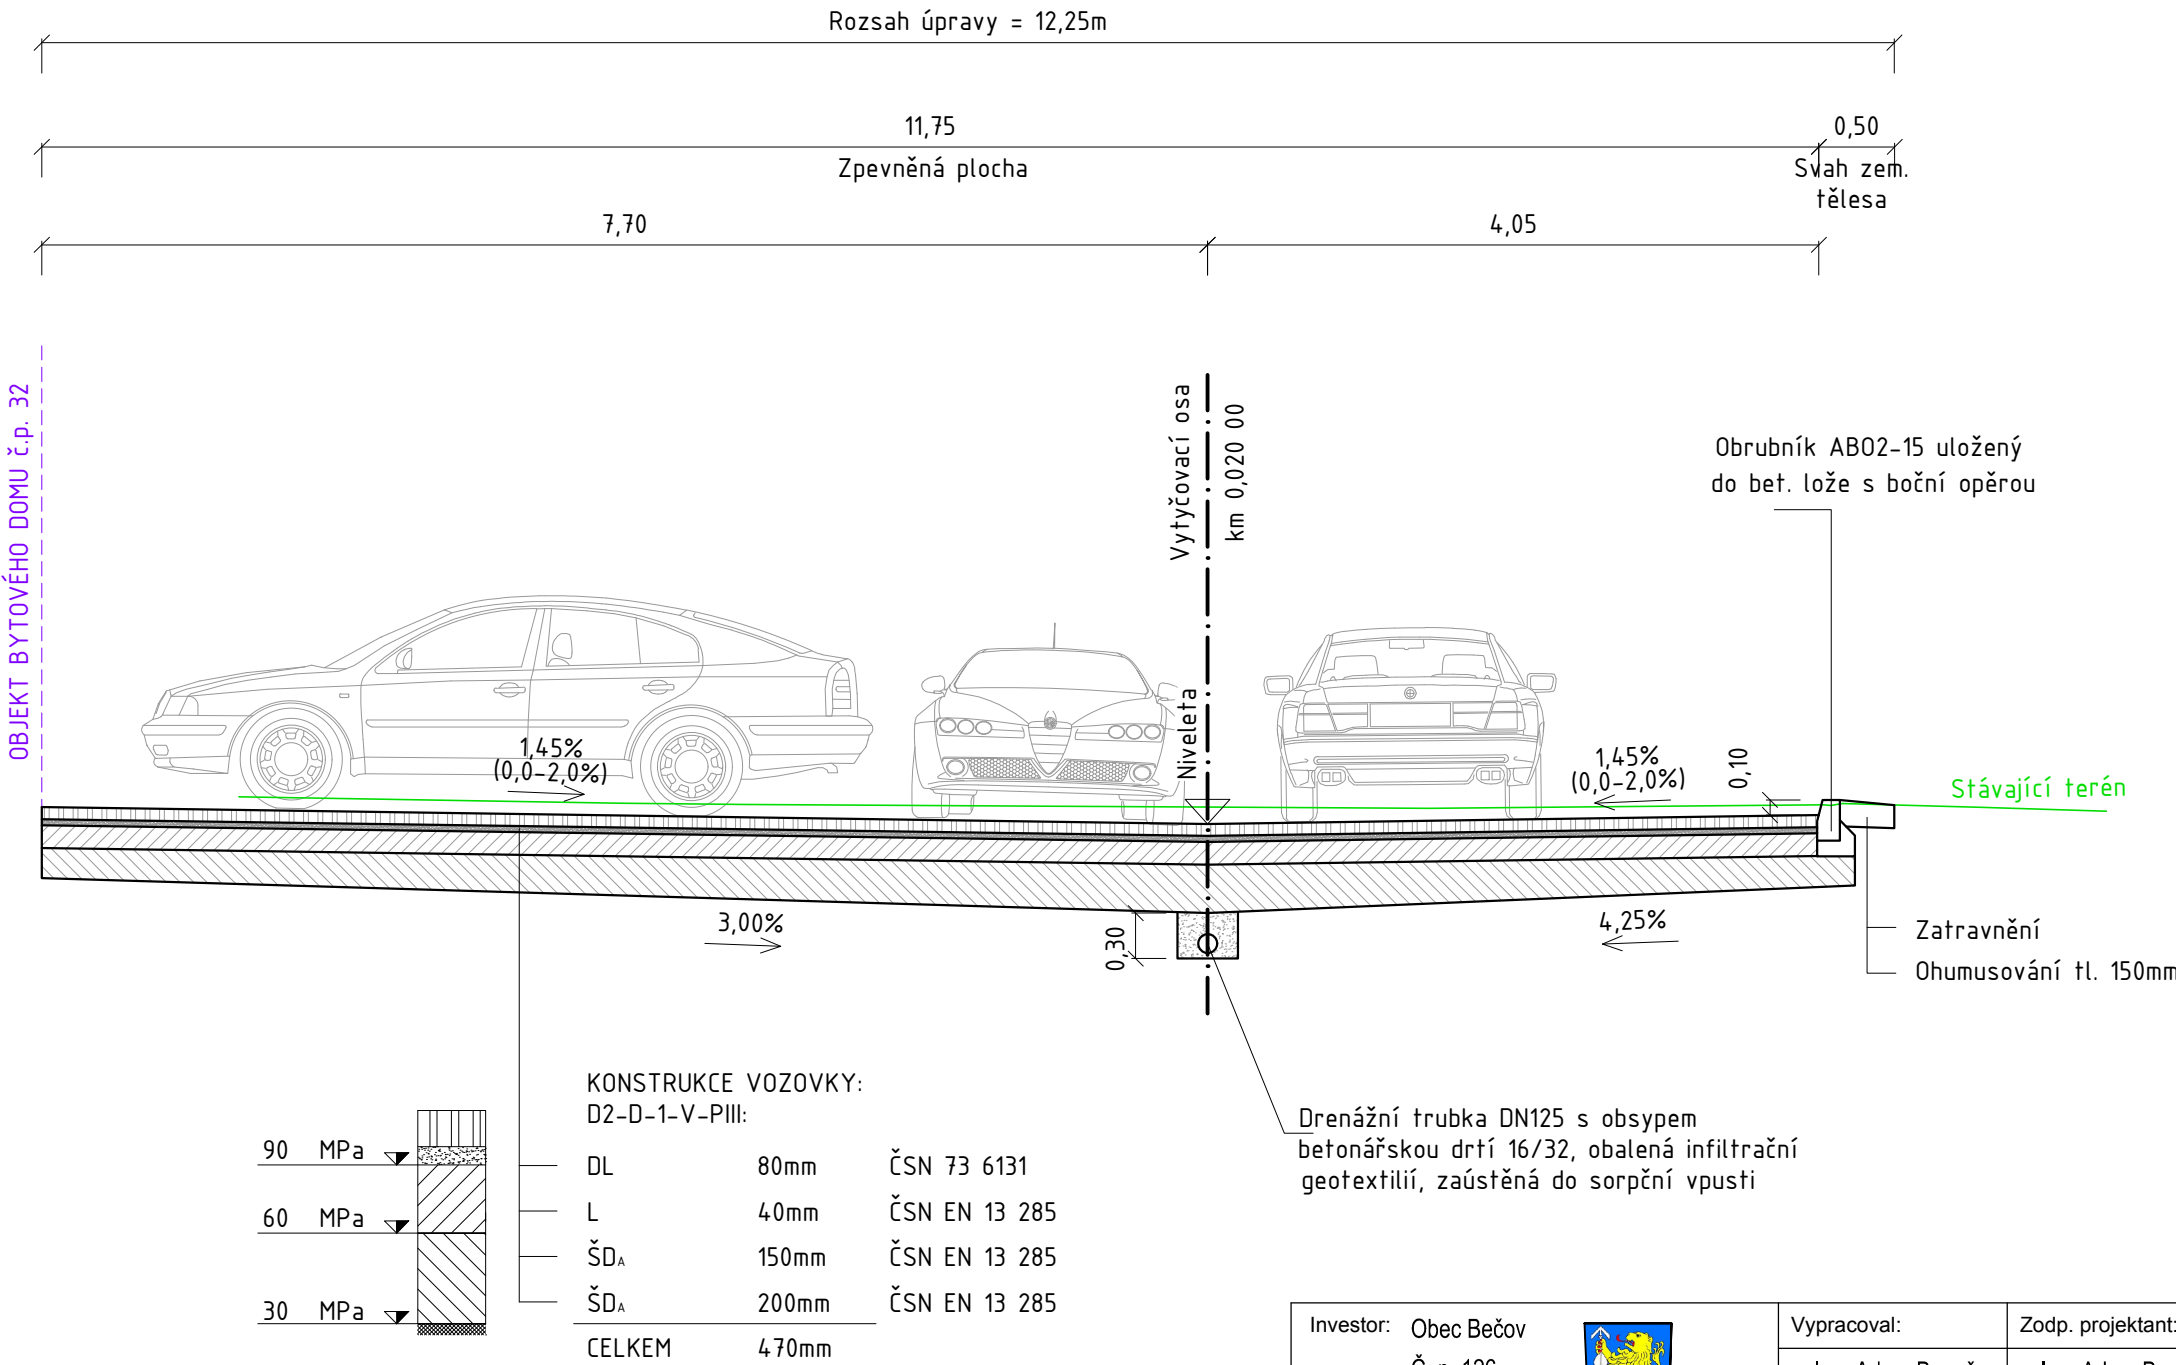 Rozsah úpravy = 12,25m
11,75
0,50
Zpevněná plocha
Svah zem.
tělesa
7,70
4,05
OBJEKT BYTOVÉHO DOMU č.p. 32
Vytyčovací osa
km 0,020 00
Niveleta
Obrubník ABO2-15 uložený
do bet. lože s boční opěrou
1,45%
(0,0-2,0%)
1,45%
(0,0-2,0%)
0,10
Stávající terén
3,00%
0,30
4,25%
Zatravnění
Ohumusování tl. 150mm
KONSTRUKCE VOZOVKY:
D2-D-1-V-PIII:
90 MPa
60 MPa
30 MPa
DL 80mm ČSN 73 6131
L 40mm ČSN EN 13 285
ŠDA 150mm ČSN EN 13 285
ŠDA 200mm ČSN EN 13 285
CELKEM 470mm
Drenážní trubka DN125 s obsypem
betonářskou drtí 16/32, obalená infiltrační
geotextilií, zaústěná do sorpční vpusti
Investor: Obec Bečov
Vypracoval:
Zodp. projektant: